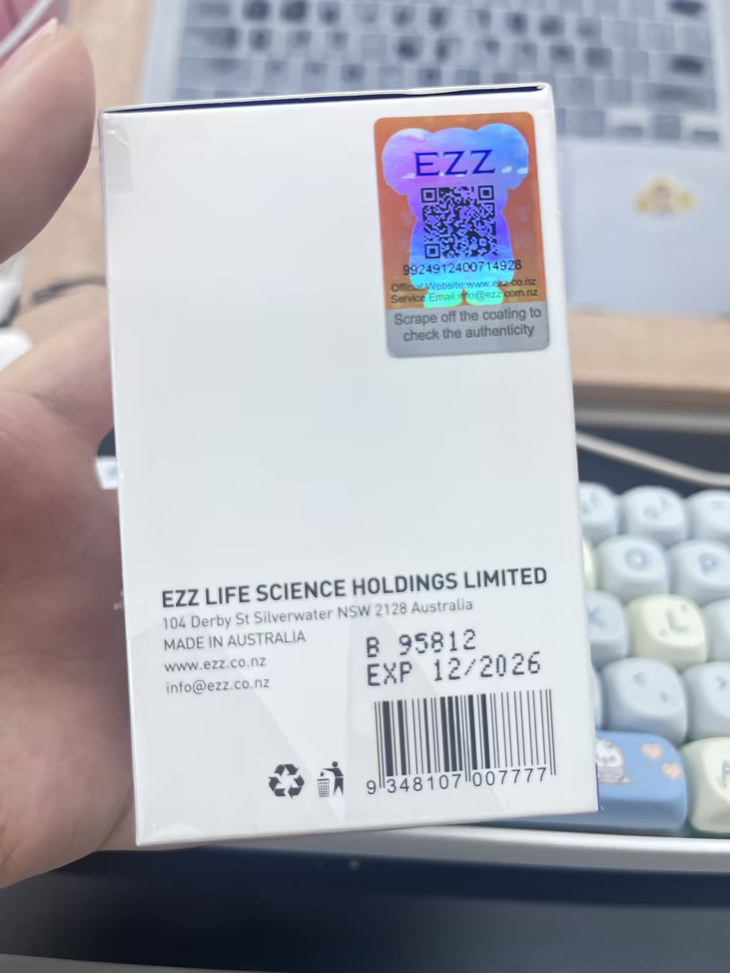 EZZ
9924912400714928
Official Website:www.ezz.co.nz
Service Email:info@ezz.com.nz
Scrape off the coating to
check the authenticity
EZZ LIFE SCIENCE HOLDINGS LIMITED
104 Derby St Silverwater NSW 2128 Australia
MADE IN AUSTRALIA
www.ezz.co.nz
info@ezz.co.nz
B 95812
EXP 12/2026
9 348107 007777
O
P
K
L